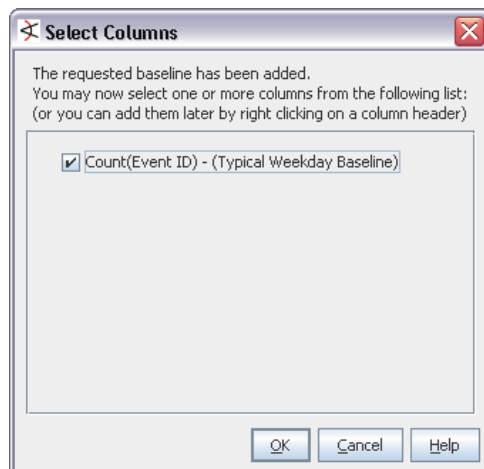 Select Columns
The requested baseline has been added.
You may now select one or more columns from the following list:
(or you can add them later by right clicking on a column header)
Count(Event ID) - (Typical Weekday Baseline)
OK Cancel Help